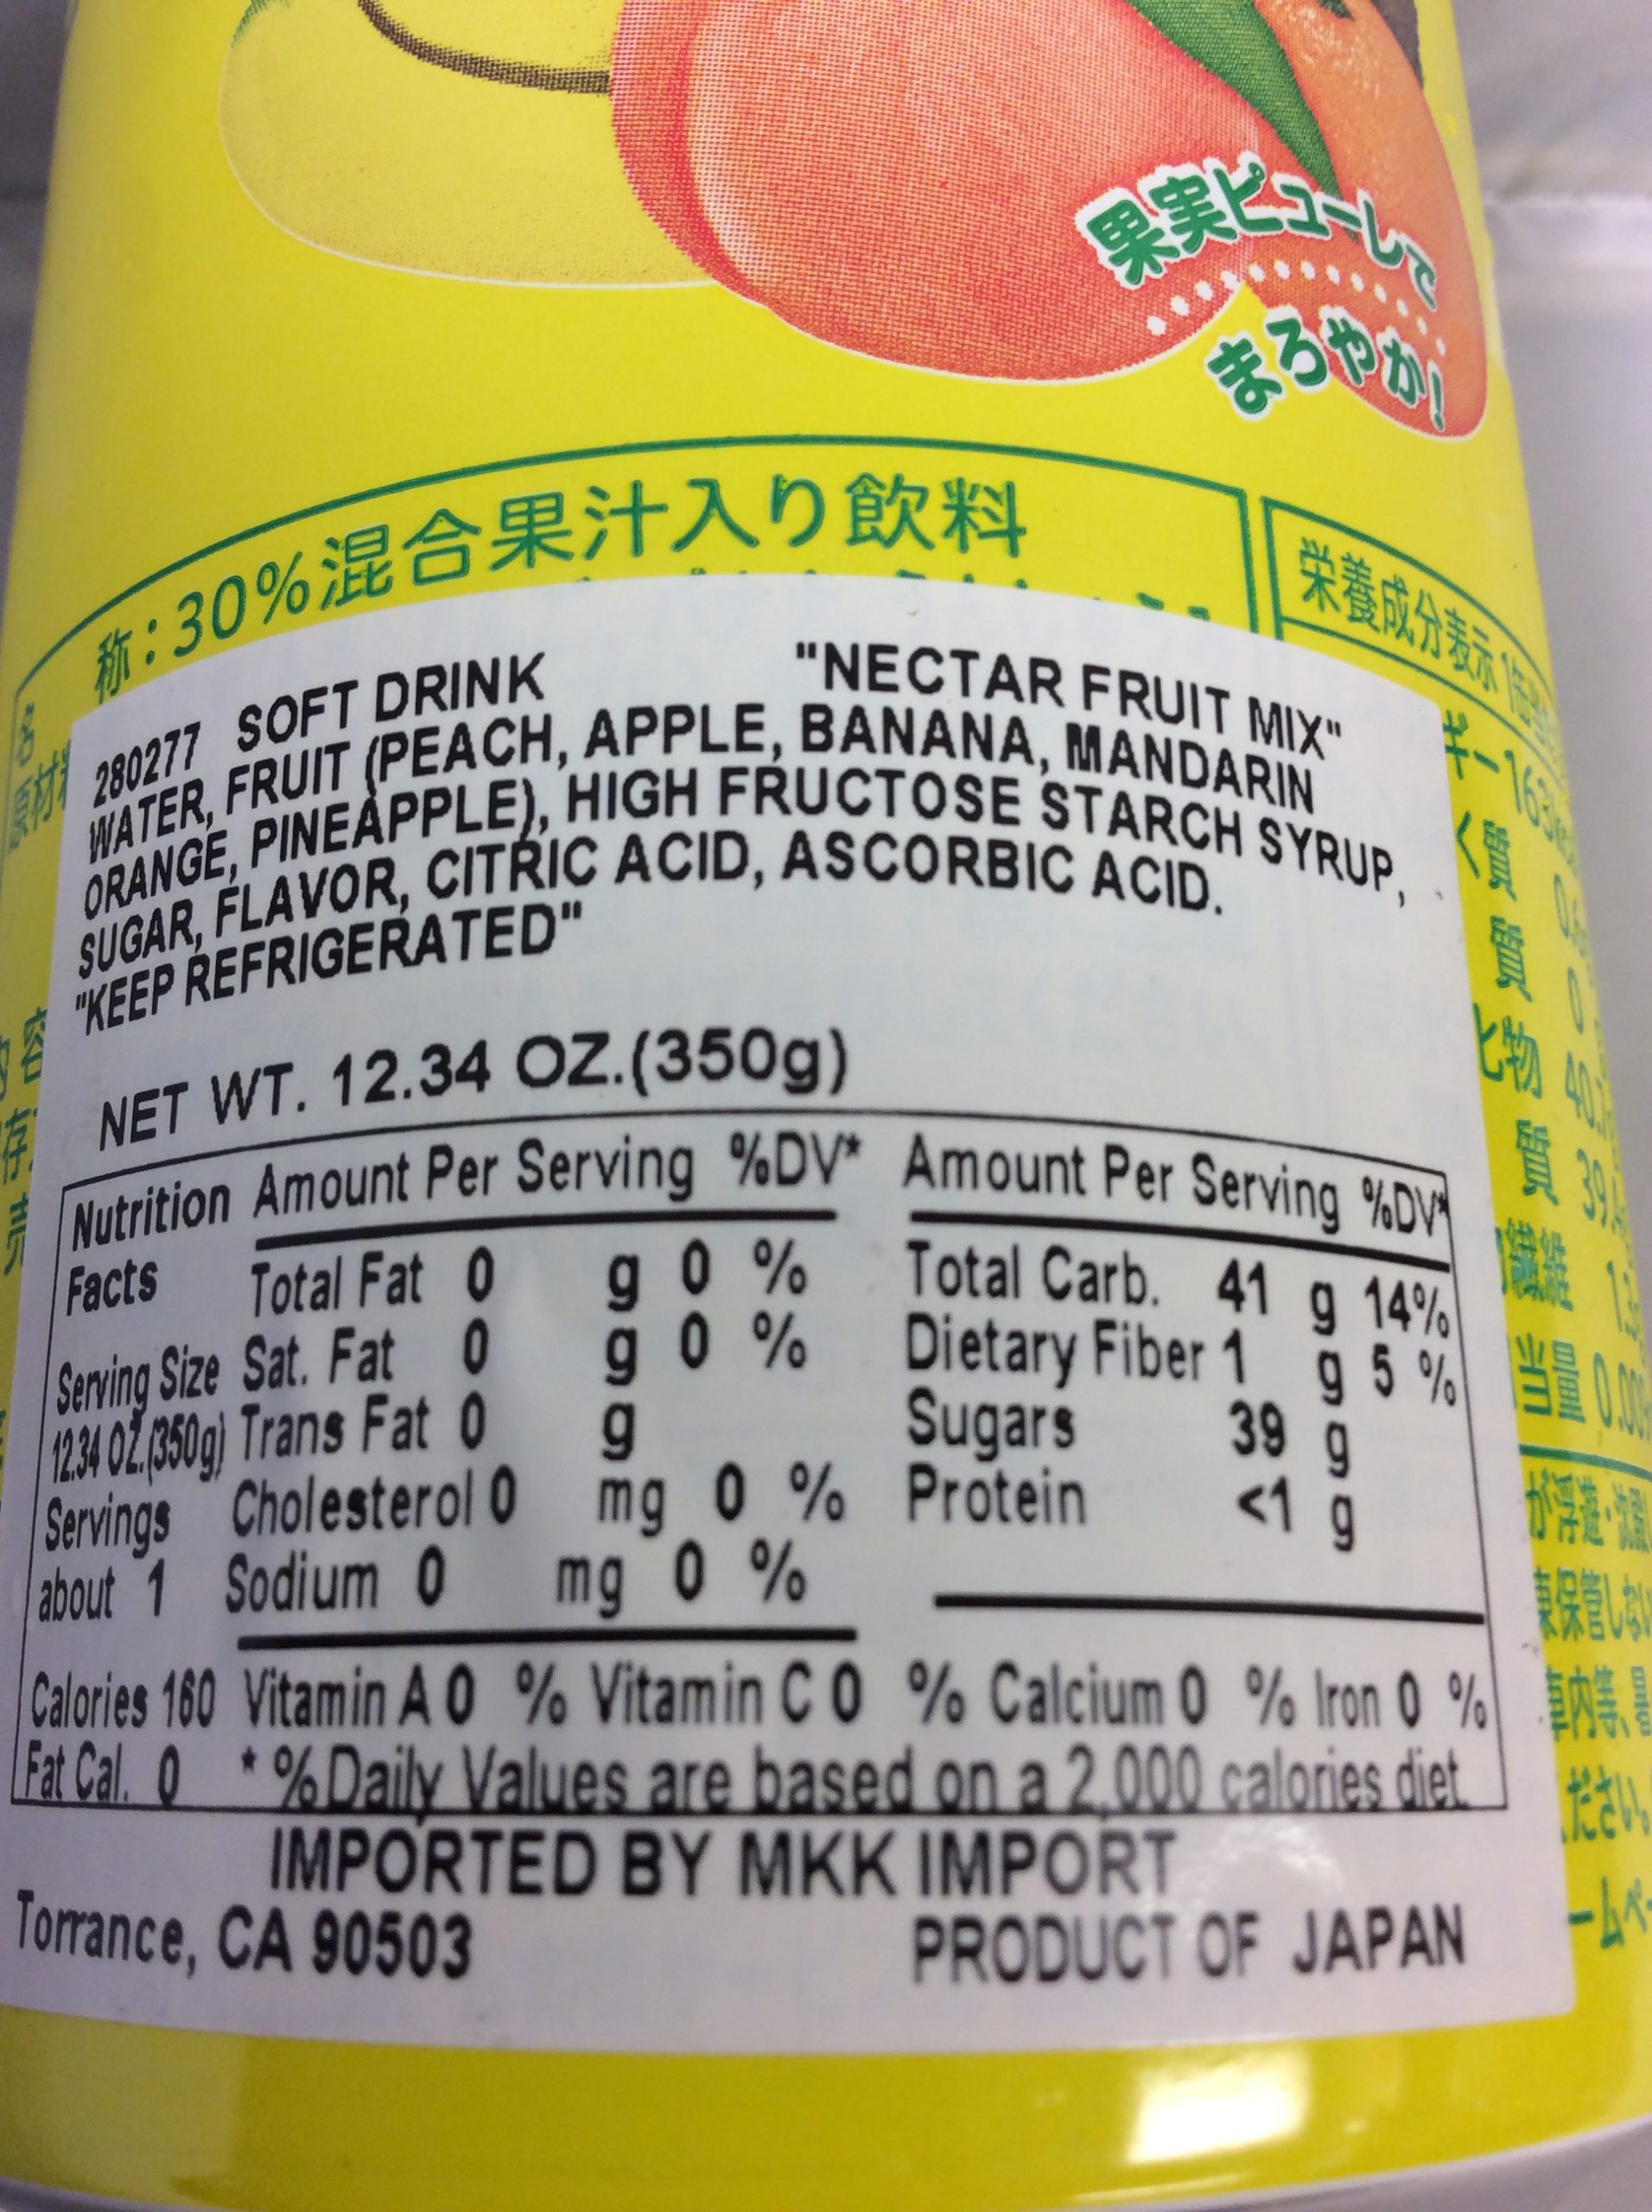 果実ピューレで
まろやか!
名 称:30%混合果汁入り飲料
原材料
栄養成分表示
280277 SOFT DRINK "NECTAR FRUIT MIX"
WATER, FRUIT (PEACH, APPLE, BANANA, MANDARIN
ORANGE, PINEAPPLE), HIGH FRUCTOSE STARCH SYRUP,
SUGAR, FLAVOR, CITRIC ACID, ASCORBIC ACID.
"KEEP REFRIGERATED"
NET WT. 12.34 OZ.(350g)
Nutrition Facts
Serving Size
12.34 OZ.(350g)
Servings
about 1
Calories 160
Fat Cal. 0
Amount Per Serving %DV*
Total Fat 0 g 0 %
Sat. Fat 0 g 0 %
Trans Fat 0 g
Cholesterol 0 mg 0 %
Sodium 0 mg 0 %
Amount Per Serving %DV*
Total Carb. 41 g 14%
Dietary Fiber 1 g 5 %
Sugars 39 g
Protein <1 g
Vitamin A 0 % Vitamin C 0 % Calcium 0 % Iron 0 %
* %Daily Values are based on a 2,000 calories diet
IMPORTED BY MKK IMPORT
Torrance, CA 90503 PRODUCT OF JAPAN